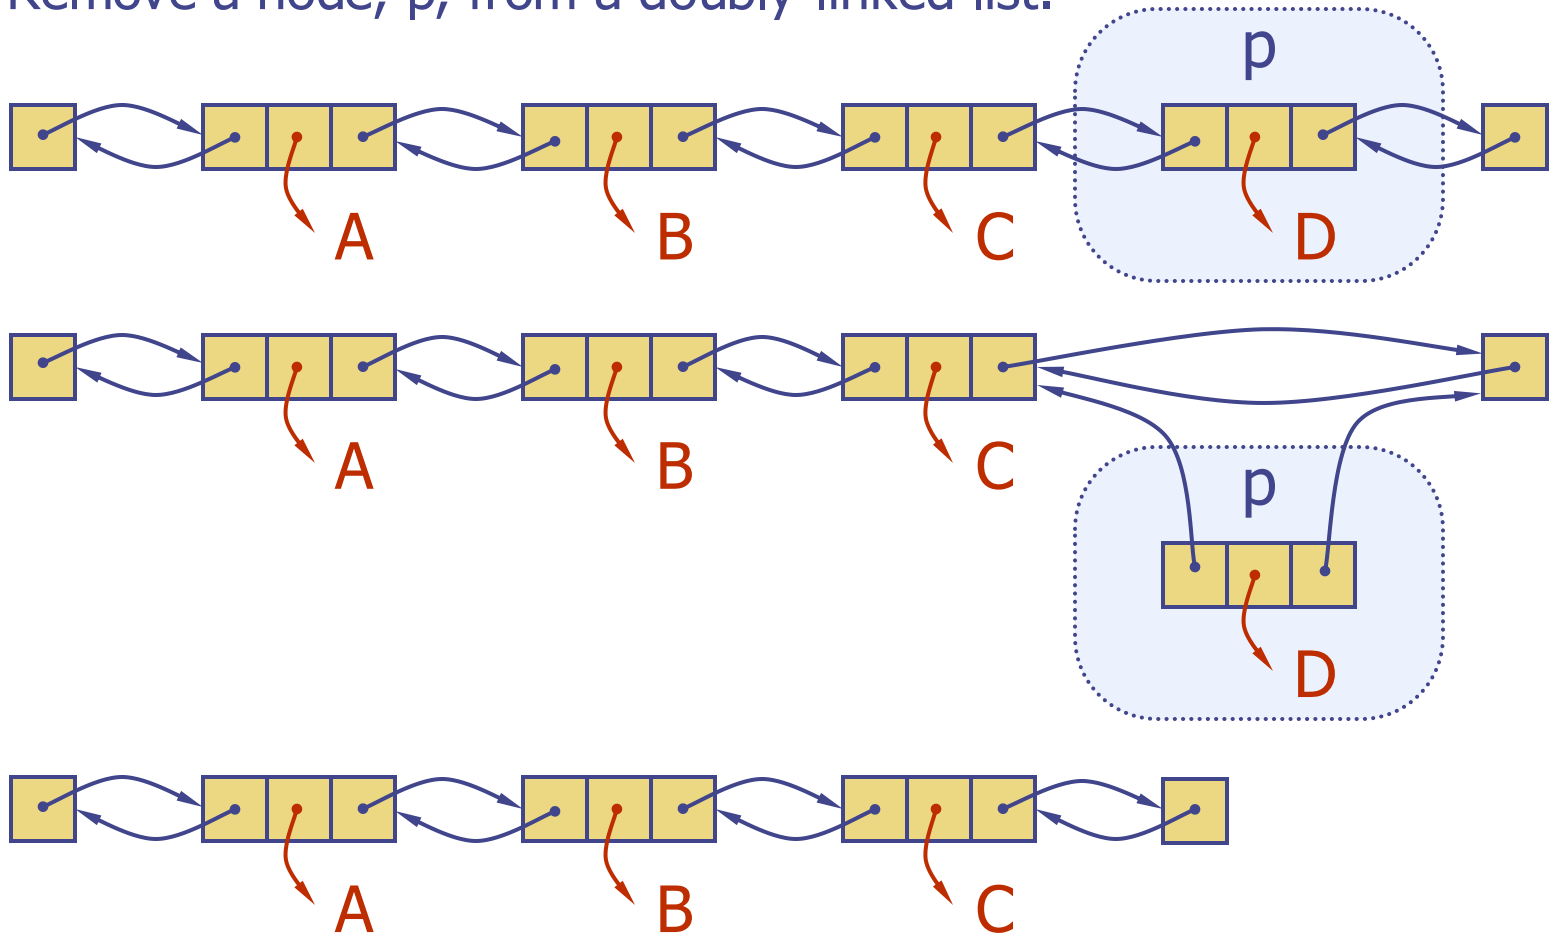 Remove a node, p, from a doubly-linked list.
p
A B C D
A B C
p
D
A B C